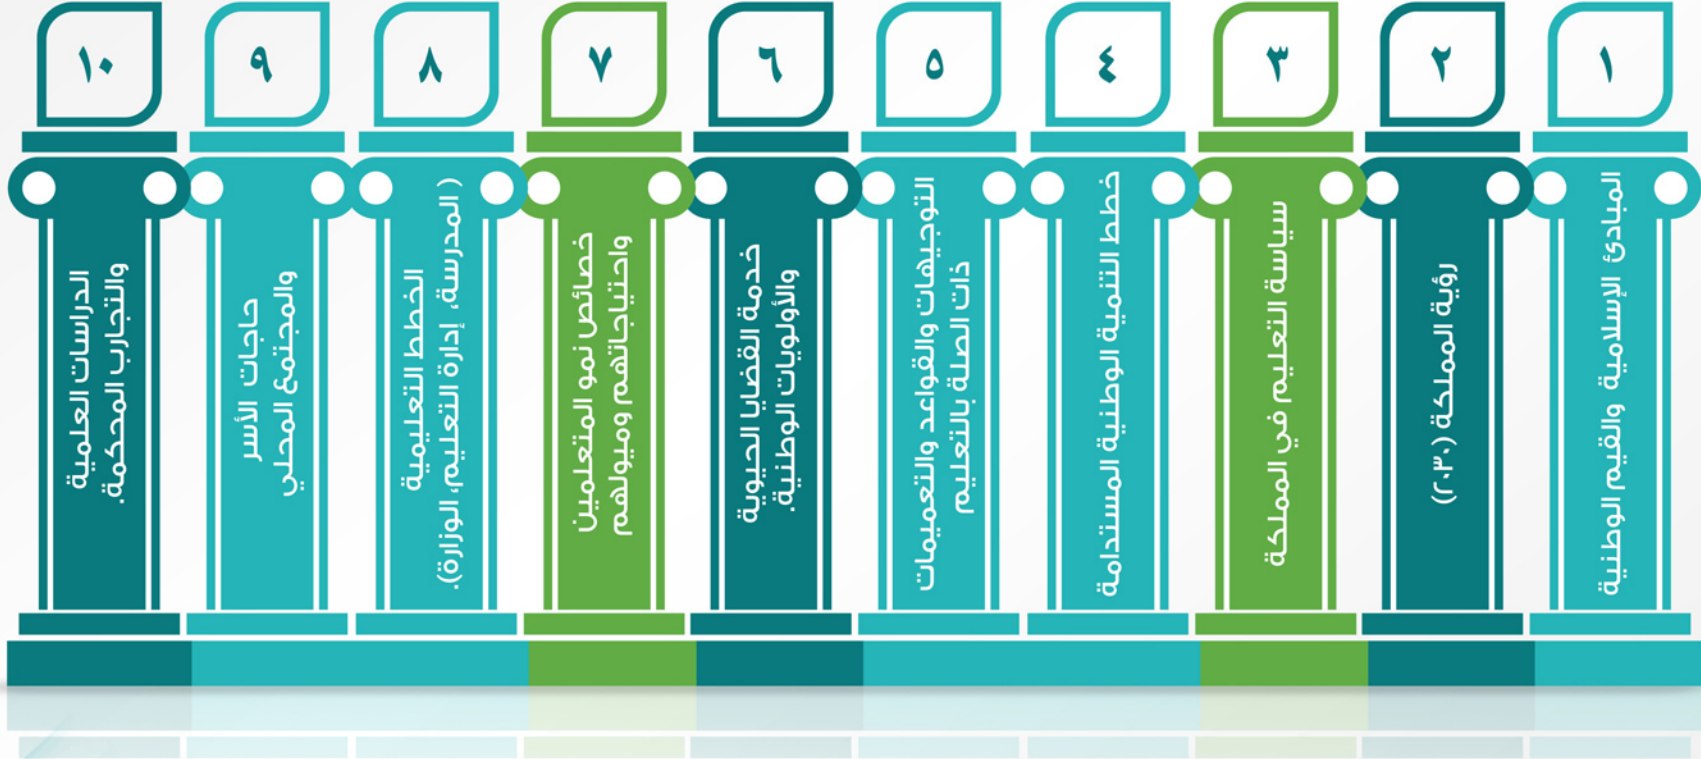 ١
المبادئ الإسلامية والقيم الوطنية
٢
رؤية المملكة (٢٠٣٠)
٣
سياسة التعليم في المملكة
٤
خطط التنمية الوطنية المستدامة
٥
التوجيهات والقواعد والتعميمات
ذات الصلة بالتعليم
٦
خدمة القضايا الحيوية
والأولويات الوطنية.
٧
خصائص نمو المتعلمين
واحتياجاتهم وميولهم
٨
الخطط التعليمية
( المدرسة، إدارة التعليم، الوزارة).
٩
حاجات الأسر
والمجتمع المحلي
١٠
الدراسات العلمية
والتجارب المحكمة.